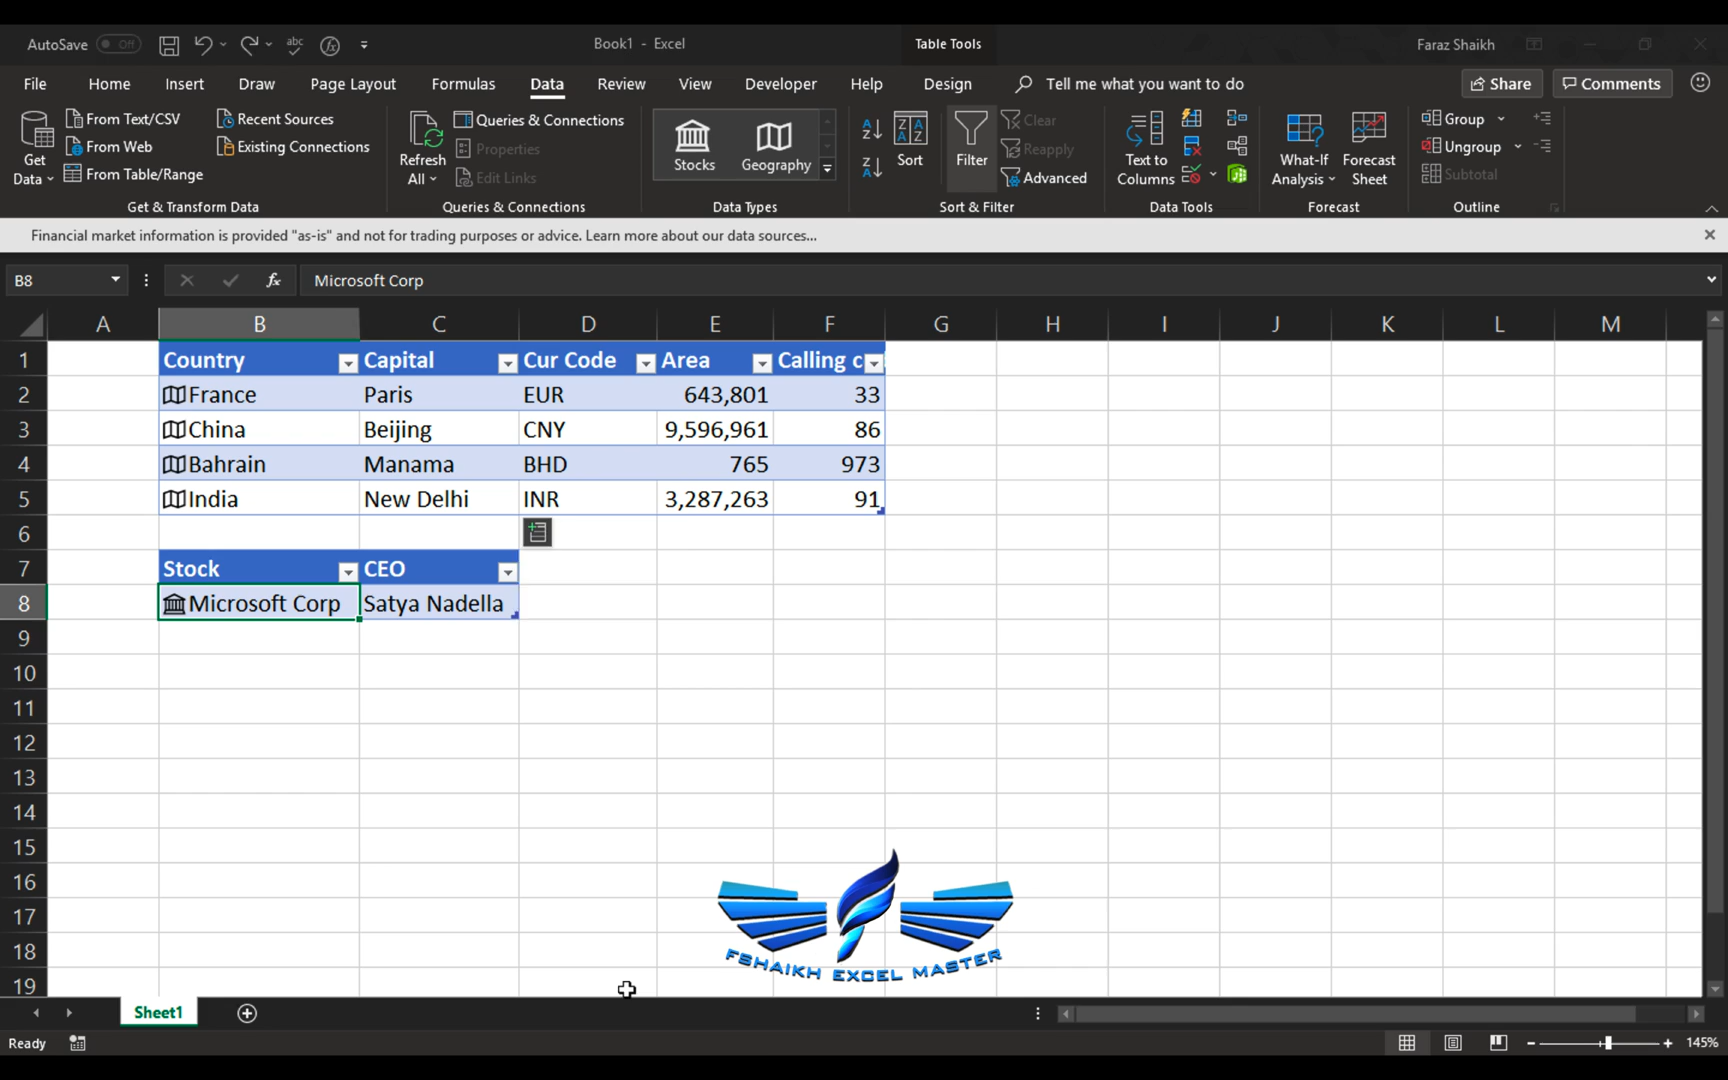 AutoSave Off abc fx Book1 - Excel Table Tools Faraz Shaikh
File Home Insert Draw Page Layout Formulas Data Review View Developer Help Design Tell me what you want to do Share Comments
Get Data
From Text/CSV
From Web
From Table/Range
Recent Sources
Existing Connections
Get & Transform Data
Refresh All
Queries & Connections
Properties
Edit Links
Queries & Connections
Stocks Geography
Data Types
Sort
Filter
Clear
Reapply
Advanced
Sort & Filter
Text to Columns
Data Tools
What-If Analysis
Forecast Sheet
Forecast
Group
Ungroup
Subtotal
Outline
Financial market information is provided "as-is" and not for trading purposes or advice. Learn more about our data sources...
B8 fx Microsoft Corp
A B C D E F G H I J K L M
1 Country Capital Cur Code Area Calling c
2 France Paris EUR 643,801 33
3 China Beijing CNY 9,596,961 86
4 Bahrain Manama BHD 765 973
5 India New Delhi INR 3,287,263 91
6
7 Stock CEO
8 Microsoft Corp Satya Nadella
9
10
11
12
13
14
15
16
17
18
19
FSHAIKH EXCEL MASTER
Sheet1
Ready 145%